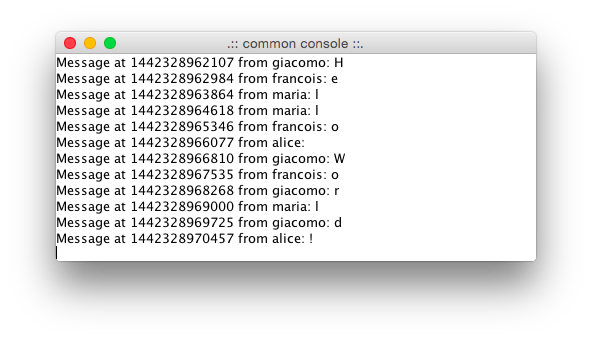 .:: common console ::.
Message at 1442328962107 from giacomo: H
Message at 1442328962984 from francois: e
Message at 1442328963864 from maria: l
Message at 1442328964618 from maria: l
Message at 1442328965346 from francois: o
Message at 1442328966077 from alice:
Message at 1442328966810 from giacomo: W
Message at 1442328967535 from francois: o
Message at 1442328968268 from giacomo: r
Message at 1442328969000 from maria: l
Message at 1442328969725 from giacomo: d
Message at 1442328970457 from alice: !